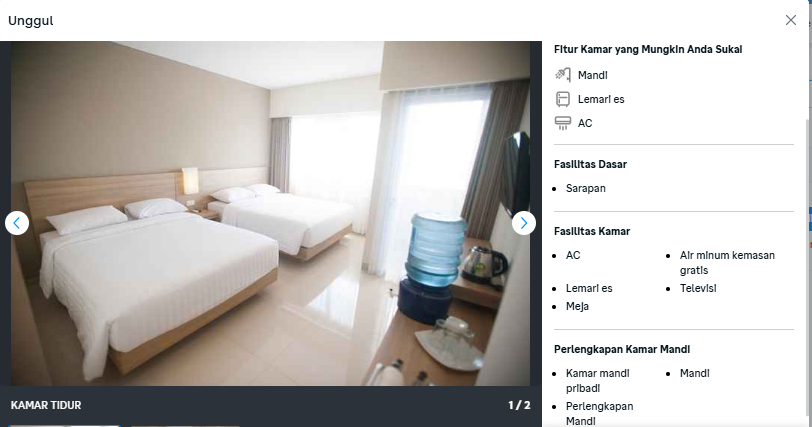 Unggul
Fitur Kamar yang Mungkin Anda Sukai
Mandi
Lemari es
AC
Fasilitas Dasar
Sarapan
Fasilitas Kamar
AC
Air minum kemasan
gratis
Lemari es
Televisi
Meja
Perlengkapan Kamar Mandi
Kamar mandi
pribadi
Mandi
Perlengkapan
Mandi
KAMAR TIDUR
1 / 2